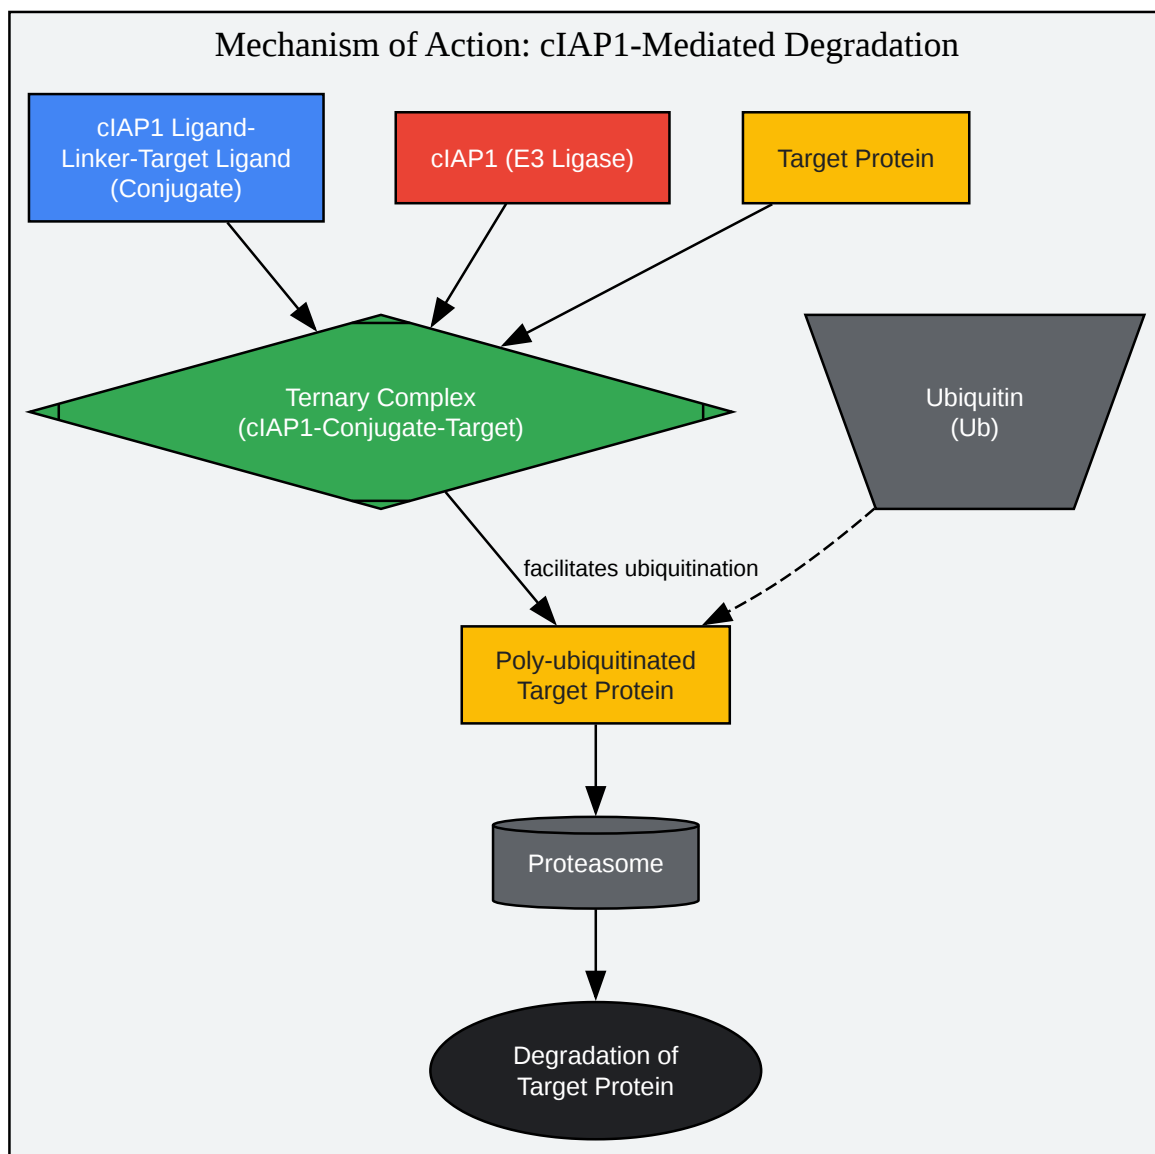 Mechanism of Action: cIAP1-Mediated Degradation
cIAP1 Ligand-
Linker-Target Ligand
(Conjugate)
cIAP1 (E3 Ligase)
Target Protein
Ternary Complex
(cIAP1-Conjugate-Target)
Ubiquitin
(Ub)
facilitates ubiquitination
Poly-ubiquitinated
Target Protein
Proteasome
Degradation of
Target Protein